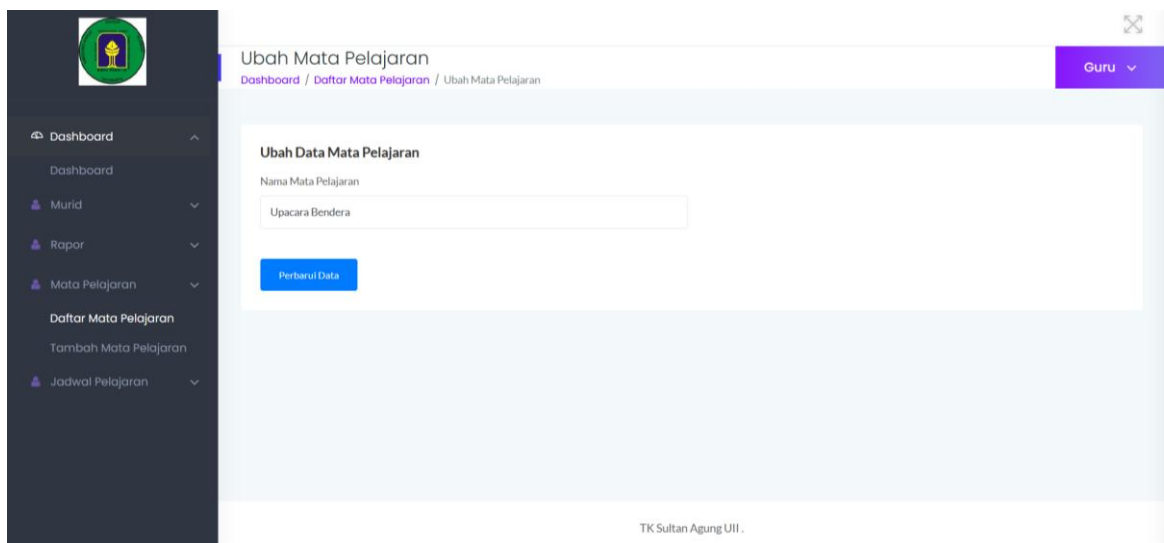 Ubah Mata Pelajaran
Dashboard / Daftar Mata Pelajaran / Ubah Mata Pelajaran
Guru
Dashboard
Dashboard
Murid
Rapor
Mata Pelajaran
Daftar Mata Pelajaran
Tambah Mata Pelajaran
Jadwal Pelajaran
Ubah Data Mata Pelajaran
Nama Mata Pelajaran
Upacara Bendera
Perbarui Data
TK Sultan Agung UII .